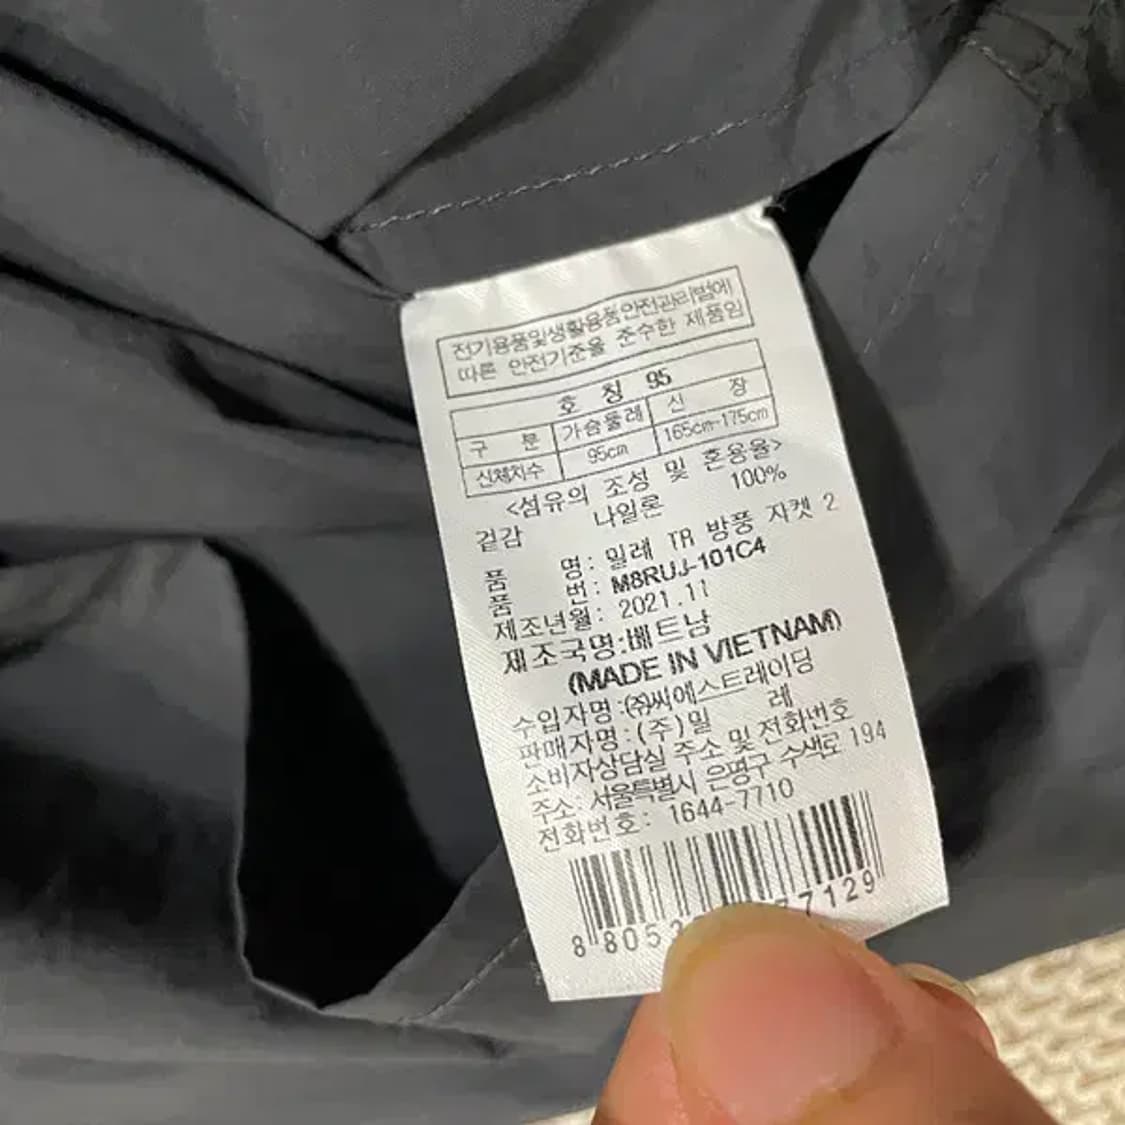 전기용품및생활용품안전관리법에
따른 안전기준을 준수한 제품임
호 칭 95
구 분 가슴둘레 신 장
신체치수 95cm 165cm-175cm
<섬유의 조성 및 혼용율>
겉감 나일론 100%
품 명: 밀레 TR 방풍 자켓 2
품 번: M8RUJ-101C4
제조년월: 2021.11
제조국명:베트남
(MADE IN VIETNAM)
수입자명:(주)씨에스트레이딩
판매자명:(주)밀 레
소비자상담실 주소 및 전화번호
주소: 서울특별시 은평구 수색로 194
전화번호: 1644-7710
8 8053 77129